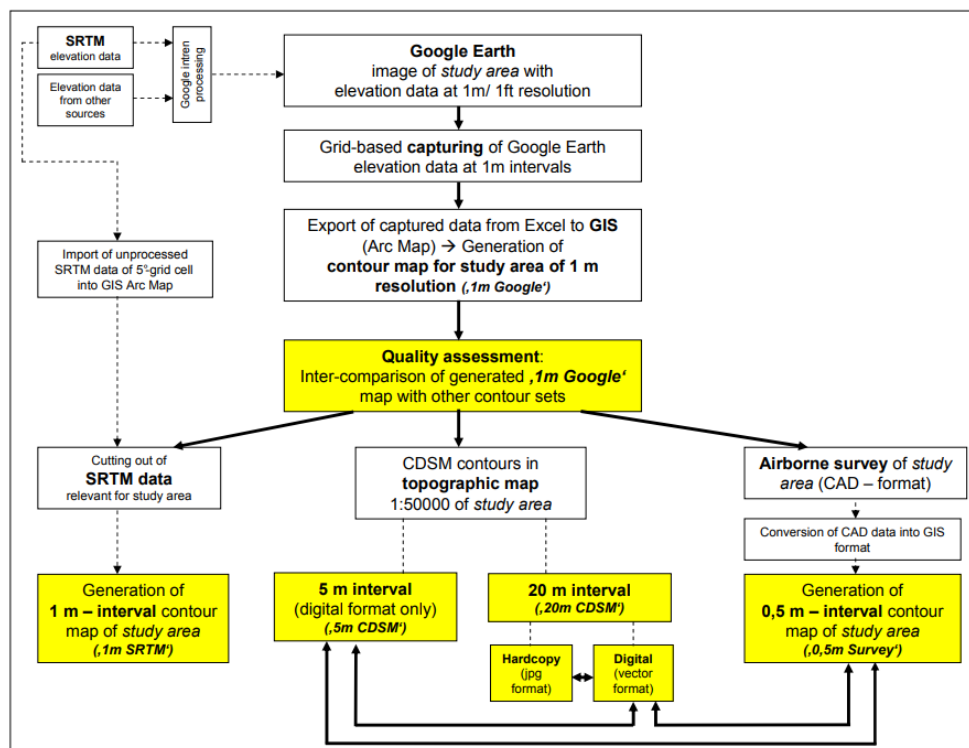 SRTM
elevation data
Elevation data
from other
sources
Google intren
processing
Google Earth
image of study area with
elevation data at 1m/ 1ft resolution
Grid-based capturing of Google Earth
elevation data at 1m intervals
Export of captured data from Excel to GIS
(Arc Map) → Generation of
contour map for study area of 1 m
resolution (‚1m Google‘)
Import of unprocessed
SRTM data of 5°-grid cell
into GIS Arc Map
Quality assessment:
Inter-comparison of generated ‚1m Google‘
map with other contour sets
Cutting out of
SRTM data
relevant for study area
CDSM contours in
topographic map
1:50000 of study area
Airborne survey of study
area (CAD – format)
Conversion of CAD data into GIS
format
Generation of
1 m – interval contour
map of study area
(‚1m SRTM‘)
5 m interval
(digital format only)
(‚5m CDSM‘)
20 m interval
(‚20m CDSM‘)
Generation of
0,5 m – interval contour
map of study area
(‚0,5m Survey‘)
Hardcopy
(jpg
format)
Digital
(vector
format)